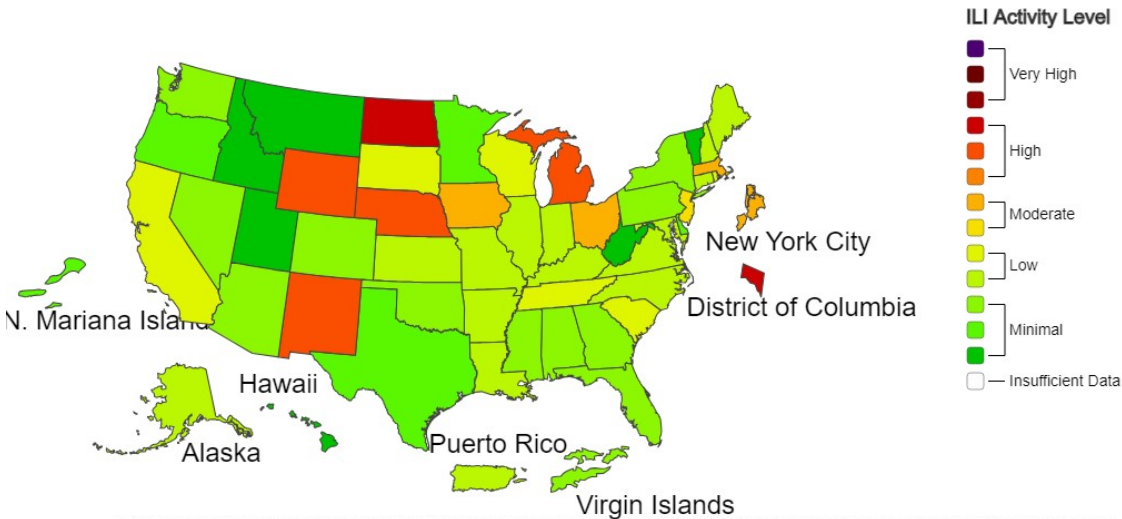 ILI Activity Level
Very High
High
Moderate
Low
Minimal
Insufficient Data
New York City
District of Columbia
N. Mariana Island
Hawaii
Alaska
Puerto Rico
Virgin Islands